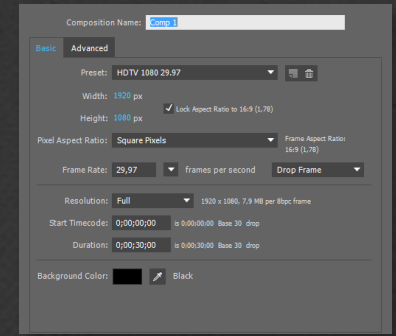 Composition Name: Comp 1
Basic Advanced
Preset: HDTV 1080 29.97
Width: 1920 px
Lock Aspect Ratio to 16:9 (1,78)
Height: 1080 px
Pixel Aspect Ratio: Square Pixels
Frame Aspect Ratio:
16:9 (1,78)
Frame Rate: 29,97 frames per second Drop Frame
Resolution: Full 1920 x 1080, 7,9 MB per 8bpc frame
Start Timecode: 0;00;00;00 is 0;00;00;00 Base 30 drop
Duration: 0;00;30;00 is 0;00;30;00 Base 30 drop
Background Color: Black